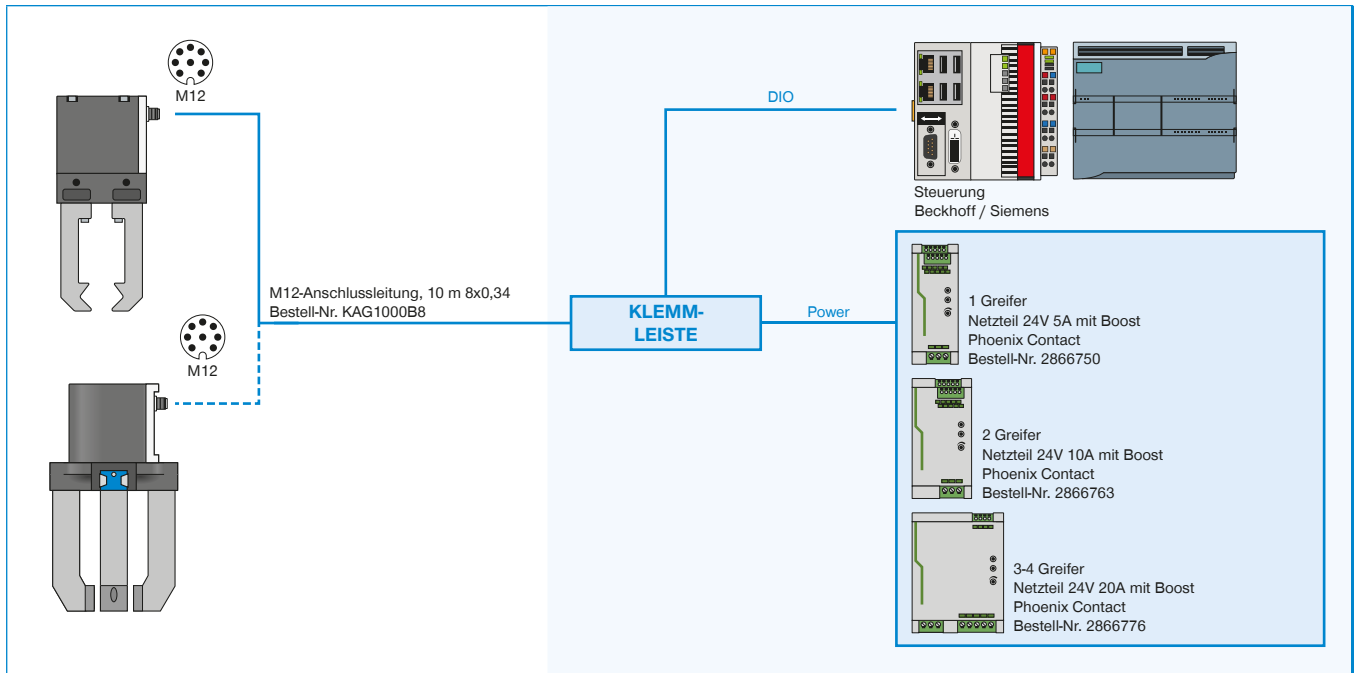 M12
M12
M12-Anschlussleitung, 10 m 8x0,34
Bestell-Nr. KAG1000B8
KLEMM-
LEISTE
DIO
Power
Steuerung
Beckhoff / Siemens
1 Greifer
Netzteil 24V 5A mit Boost
Phoenix Contact
Bestell-Nr. 2866750
2 Greifer
Netzteil 24V 10A mit Boost
Phoenix Contact
Bestell-Nr. 2866763
3-4 Greifer
Netzteil 24V 20A mit Boost
Phoenix Contact
Bestell-Nr. 2866776